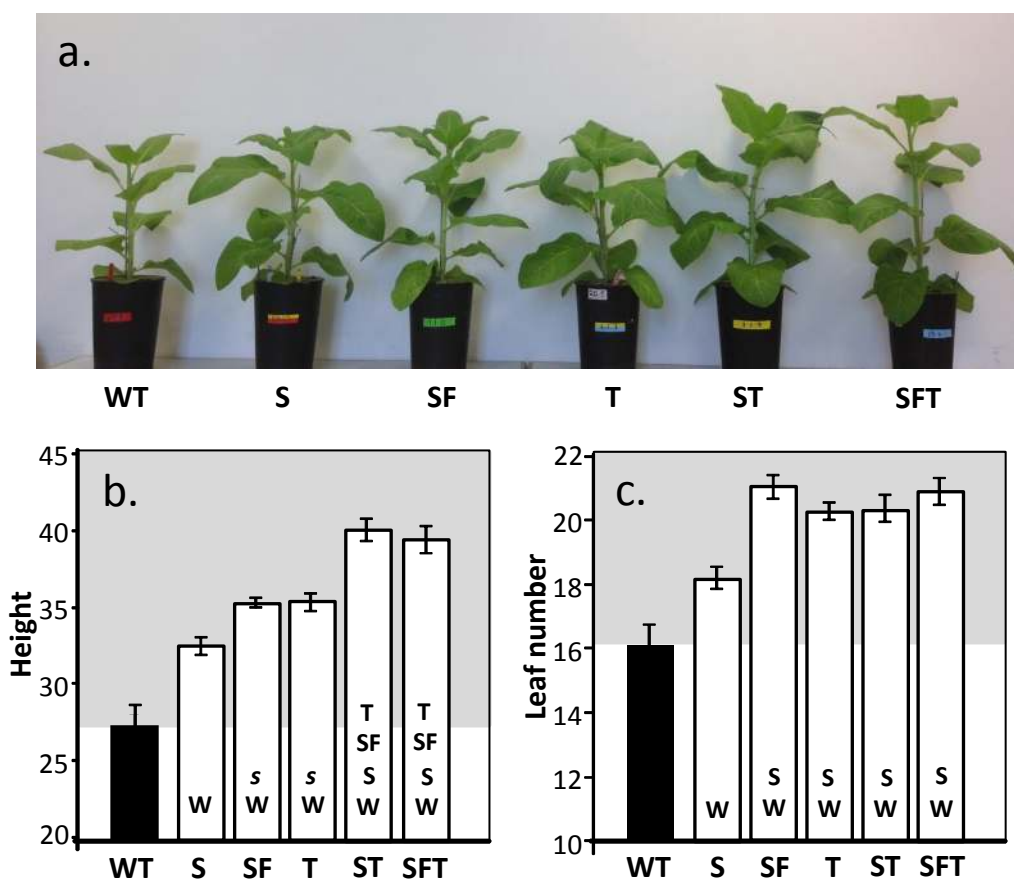 a.
WT S SF T ST SFT
b.
Height
45
40
35
30
25
20
W
s
W
s
W
T
SF
S
W
T
SF
S
W
WT S SF T ST SFT
c.
Leaf number
22
20
18
16
14
12
10
W
S
W
S
W
S
W
S
W
WT S SF T ST SFT